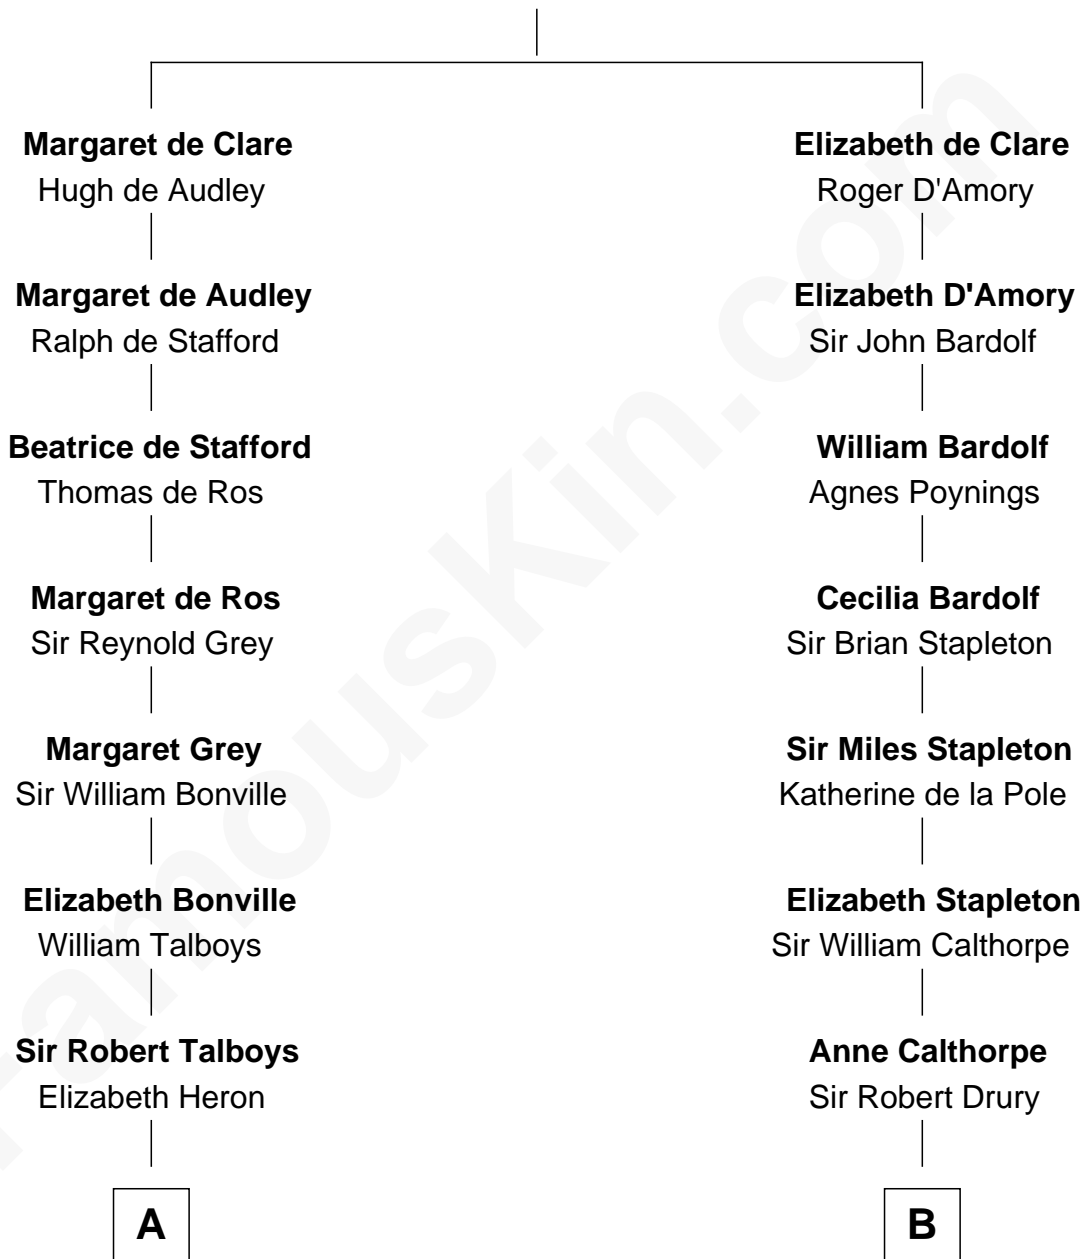 Margaret de Clare
Hugh de Audley
Margaret de Audley
Ralph de Stafford
Beatrice de Stafford
Thomas de Ros
Margaret de Ros
Sir Reynold Grey
Margaret Grey
Sir William Bonville
Elizabeth Bonville
William Talboys
Sir Robert Talboys
Elizabeth Heron
A
Elizabeth de Clare
Roger D'Amory
Elizabeth D'Amory
Sir John Bardolf
William Bardolf
Agnes Poynings
Cecilia Bardolf
Sir Brian Stapleton
Sir Miles Stapleton
Katherine de la Pole
Elizabeth Stapleton
Sir William Calthorpe
Anne Calthorpe
Sir Robert Drury
B
FamousKin.com